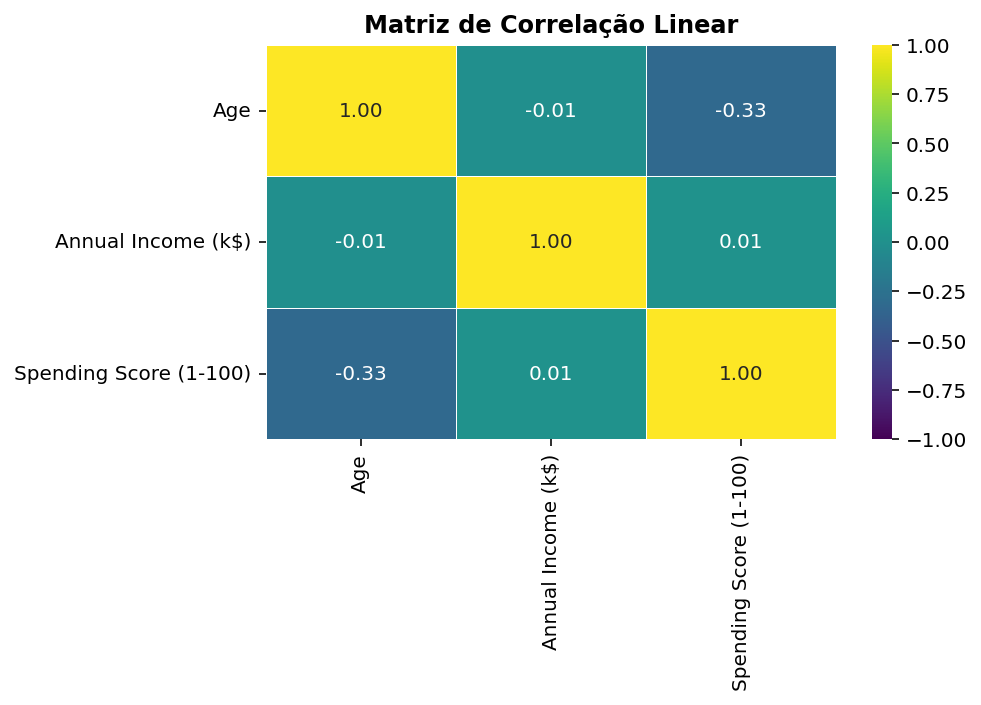 Matriz de Correlação Linear
Age
1.00
-0.01
-0.33
Annual Income (k$)
-0.01
1.00
0.01
Spending Score (1-100)
-0.33
0.01
1.00
Age
Annual Income (k$)
Spending Score (1-100)
1.00
0.75
0.50
0.25
0.00
−0.25
−0.50
−0.75
−1.00